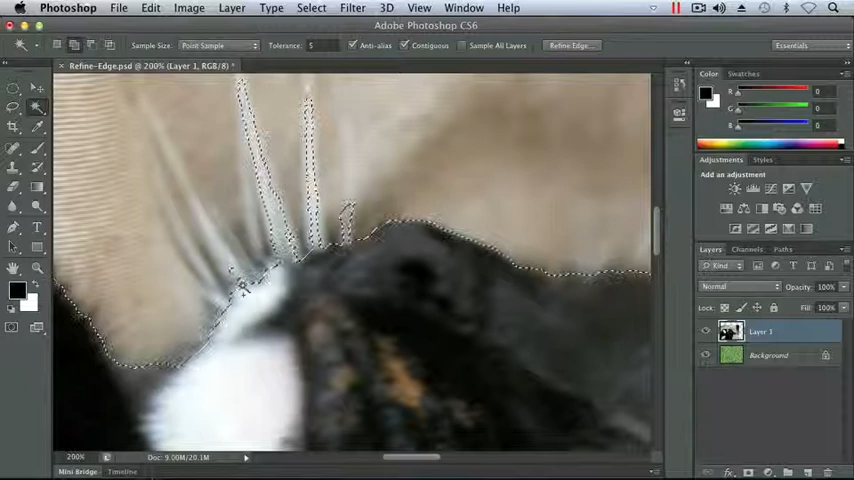 Photoshop File Edit Image Layer Type Select Filter 3D View Window Help
Adobe Photoshop CS6
Sample Size: Point Sample Tolerance: 5 Anti-alias Contiguous Sample All Layers Refine Edge... Essentials
Refine-Edge.psd @ 200% (Layer 1, RGB/8) *
Color Swatches
R 0
G 0
B 0
Adjustments Styles
Add an adjustment
Layers Channels Paths
Kind
Normal Opacity: 100%
Lock: Fill: 100%
Layer 1
Background
200% Doc: 9.00M/20.1M
Mini Bridge Timeline